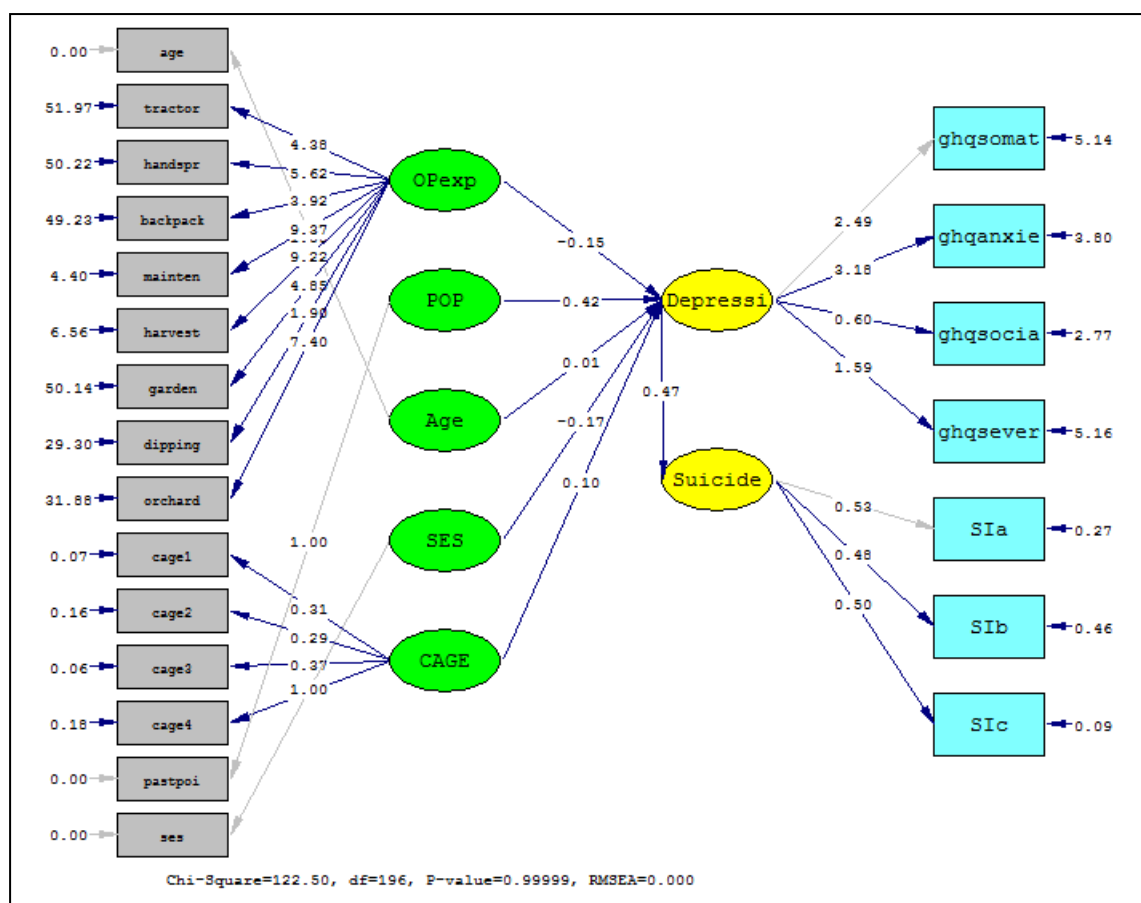 0.00 age
51.97 tractor
50.22 handspr
49.23 backpack
4.40 mainten
6.56 harvest
50.14 garden
29.30 dipping
31.88 orchard
0.07 cage1
0.16 cage2
0.06 cage3
0.18 cage4
0.00 pastpoi
0.00 ses
4.38
5.62
3.92
9.37
9.22
4.85
1.90
7.40
1.00
0.31
0.29
0.37
1.00
OPexp
POP
Age
SES
CAGE
-0.15
0.42
0.01
-0.17
0.10
Depressi
0.47
Suicide
2.49
3.18
0.60
1.59
0.53
0.48
0.50
ghqsomat 5.14
ghqanxie 3.80
ghqsocia 2.77
ghqsever 5.16
SIa 0.27
SIb 0.46
SIc 0.09
Chi-Square=122.50, df=196, P-value=0.99999, RMSEA=0.000